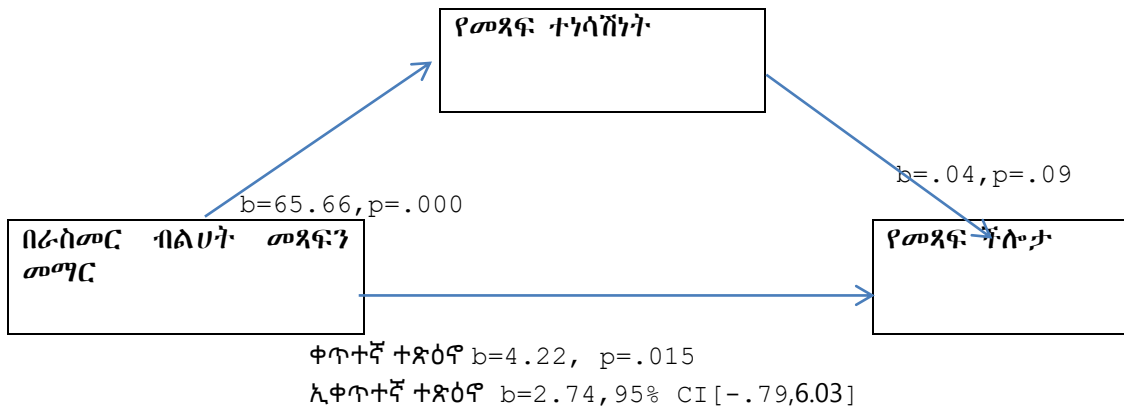 የመጻፍ ተነሳሽነት
b=.04,p=.09
b=65.66,p=.000
በራስመር ብልሀት መጻፍን
መማር
የመጻፍ ችሎታ
ቀጥተኛ ተጽዕኖ b=4.22, p=.015
ኢቀጥተኛ ተጽዕኖ b=2.74,95% CI[-.79,6.03]